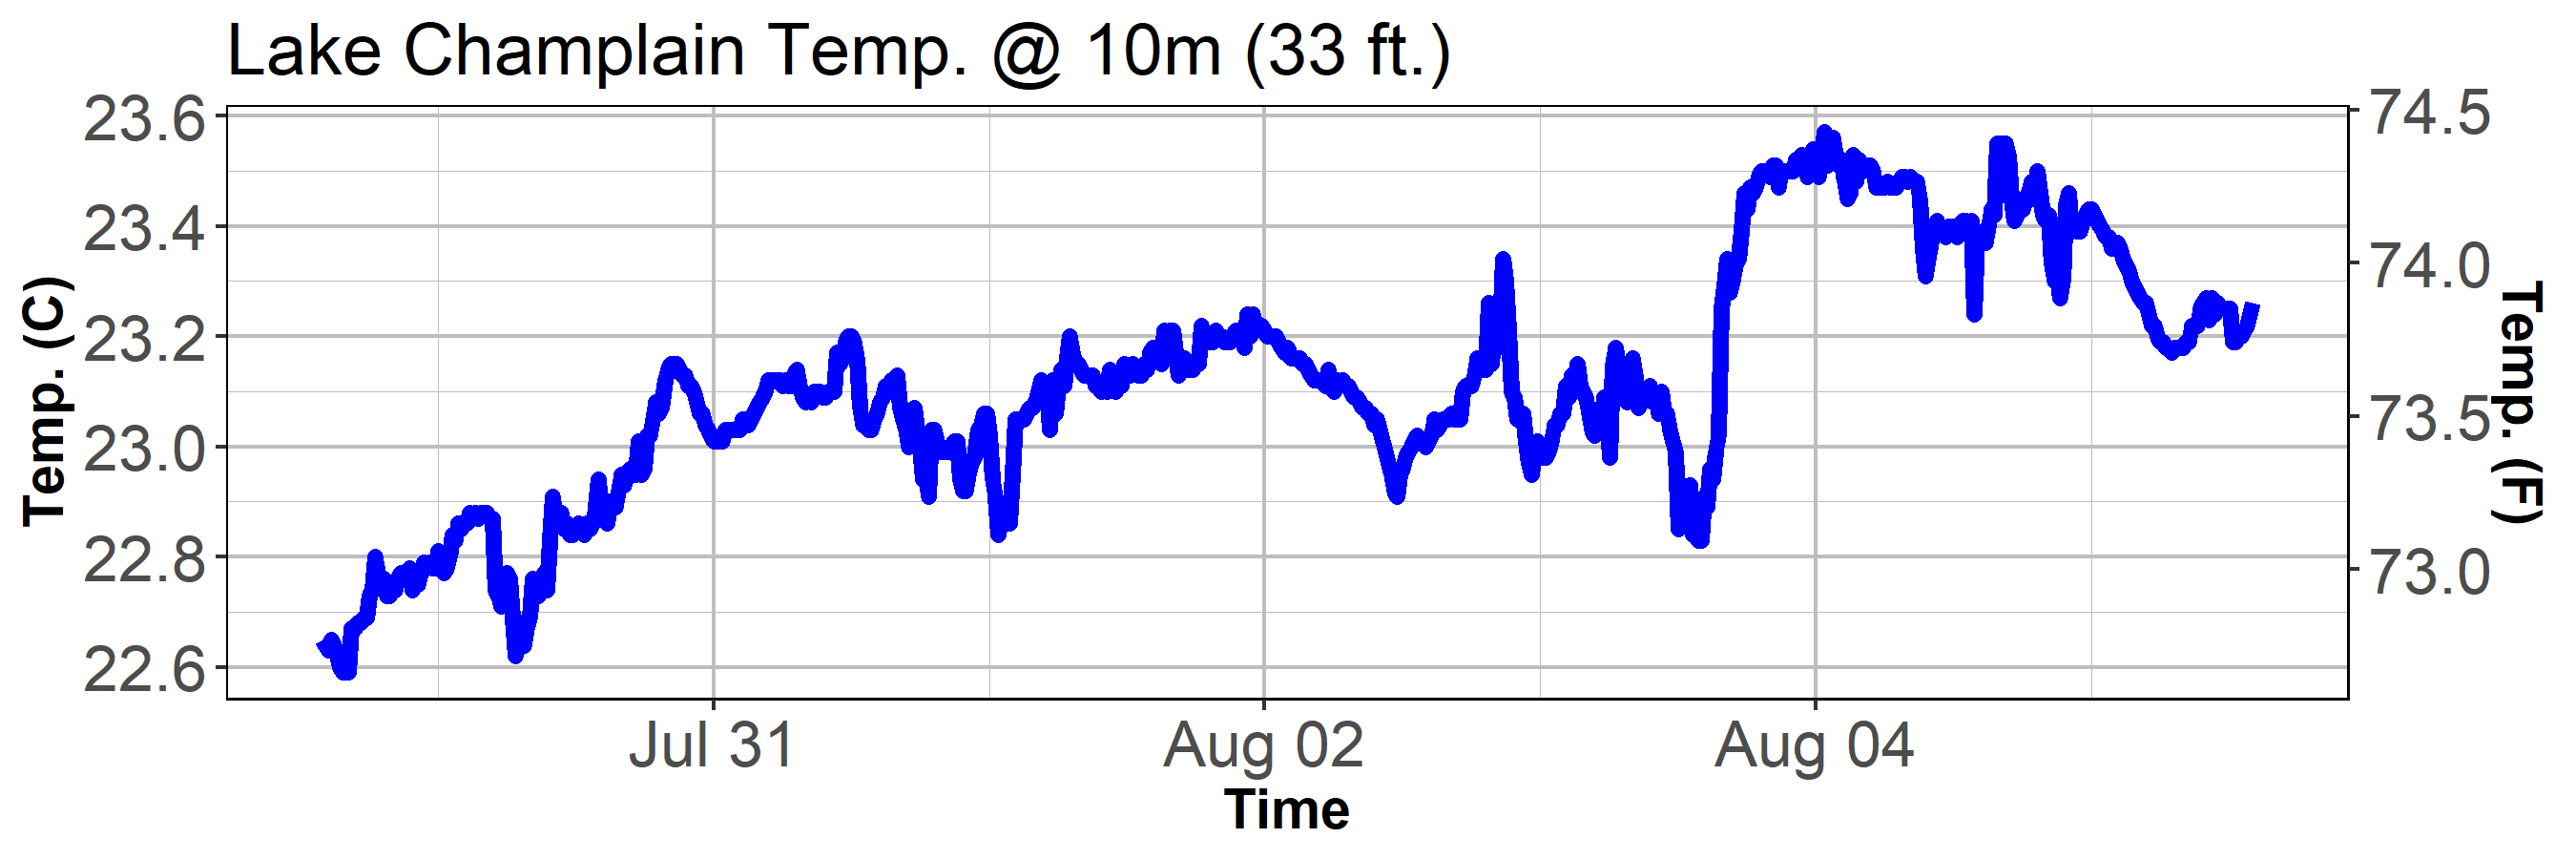 Lake Champlain Temp. @ 10m (33 ft.)
23.6
23.4
23.2
23.0
22.8
22.6
Temp. (C)
74.5
74.0
73.5
73.0
Temp. (F)
Jul 31
Aug 02
Aug 04
Time